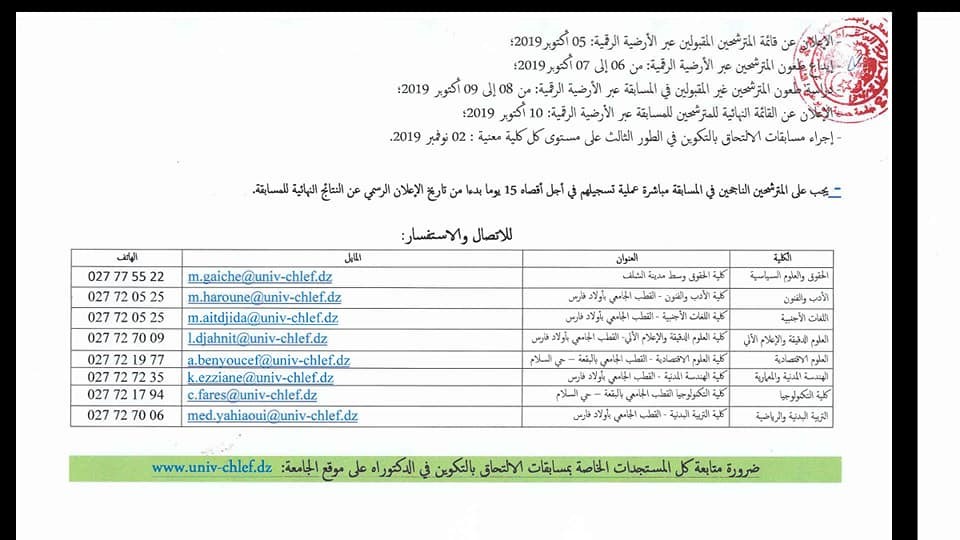 - الإعلان عن قائمة المترشحين المقبولين عبر الأرضية الرقمية: 05 أكتوبر 2019؛
- إيداع طعون المترشحين عبر الأرضية الرقمية: من 06 إلى 07 أكتوبر 2019؛
دراسة طعون المترشحين غير المقبولين في المسابقة عبر الأرضية الرقمية: من 08 إلى 09 أكتوبر 2019؛
الإعلان عن القائمة النهائية للمترشحين للمسابقة عبر الأرضية الرقمية: 10 أكتوبر 2019؛
- إجراء مسابقات الالتحاق بالتكوين في الطور الثالث على مستوى كل كلية معنية : 02 نوفمبر 2019.
- يجب على المترشحين الناجحين في المسابقة مباشرة عملية تسجيلهم في أجل أقصاه 15 يوما بدءا من تاريخ الإعلان الرسمي عن النتائج النهائية للمسابقة.
للاتصال والاستفسار:
الكلية العنوان المايل الهاتف
الحقوق والعلوم السياسية كلية الحقوق وسط مدينة الشلف m.gaiche@univ-chlef.dz 027 77 55 22
الأدب والفنون كلية الأدب والفنون - القطب الجامعي بأولاد فارس m.haroune@univ-chlef.dz 027 72 05 25
اللغات الأجنبية كلية اللغات الأجنبية - القطب الجامعي بأولاد فارس m.aitdjida@univ-chlef.dz 027 72 05 25
العلوم الدقيقة والإعلام الآلي كلية العلوم الدقيقة والإعلام الآلي- القطب الجامعي بأولاد فارس l.djahnit@univ-chlef.dz 027 72 70 09
العلوم الاقتصادية كلية العلوم الاقتصادية - القطب الجامعي بالبقعة – حي السلام a.benyoucef@univ-chlef.dz 027 72 19 77
الهندسة المدنية والمعمارية كلية الهندسة المدنية - القطب الجامعي بأولاد فارس k.ezziane@univ-chlef.dz 027 72 72 35
كلية التكنولوجيا كلية التكنولوجيا القطب الجامعي بالبقعة – حي السلام c.fares@univ-chlef.dz 027 72 17 94
التربية البدنية والرياضية كلية التربية البدنية - القطب الجامعي بأولاد فارس med.yahiaoui@univ-chlef.dz 027 72 70 06
ضرورة متابعة كل المستجدات الخاصة بمسابقات الالتحاق بالتكوين في الدكتوراه على موقع الجامعة: www.univ-chlef.dz